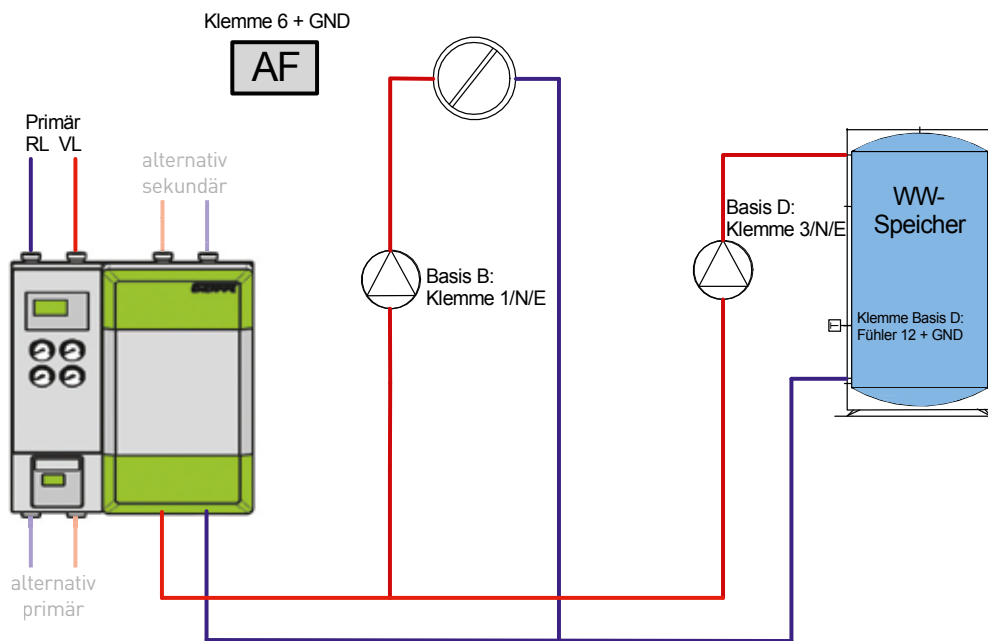 Klemme 6 + GND
AF
Primär
RL VL
alternativ
sekundär
Basis B:
Klemme 1/N/E
Basis D:
Klemme 3/N/E
WW-
Speicher
Klemme Basis D:
Fühler 12 + GND
alternativ
primär